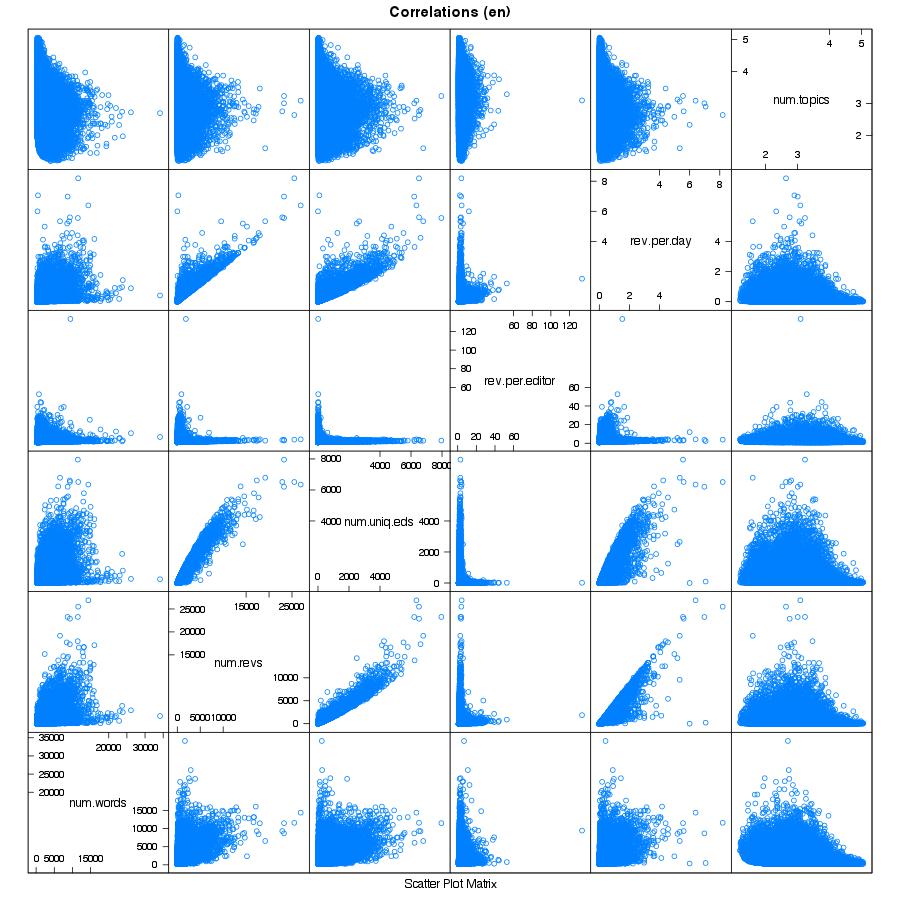 Correlations (en)
4 5
5
4
num.topics
3
2
2 3
8
6
4
4 6 8
rev.per.day
4
2
0
0 2 4
120
100
80
60
60 80 100 120
rev.per.editor
60
40
20
0
0 20 40 60
8000
6000
4000
4000 6000 8000
num.uniq.eds
4000
2000
0
0 2000 4000
25000
20000
15000
15000 25000
num.revs
10000
5000
0
0 5000 10000
35000
30000
25000
20000
20000 30000
num.words
15000
10000
5000
0
0 5000 15000
Scatter Plot Matrix